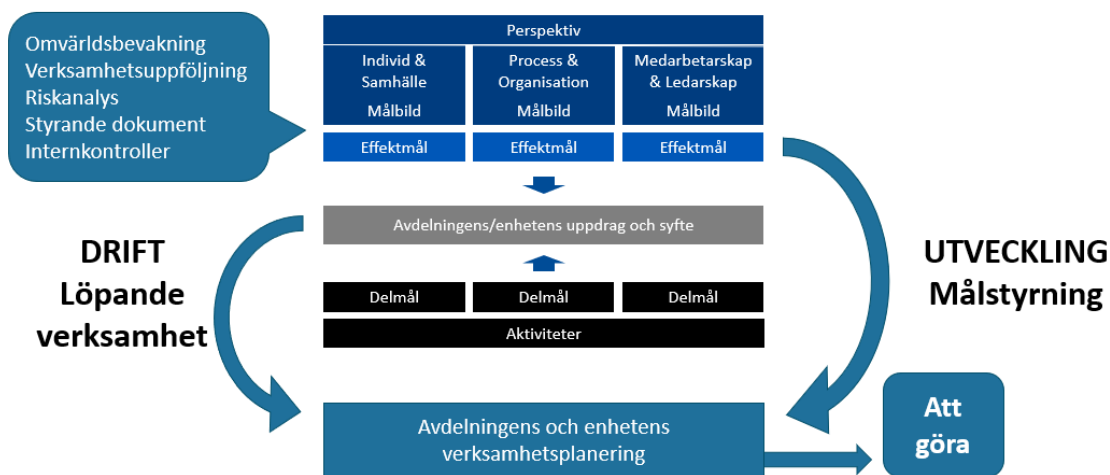 Omvärldsbevakning
Verksamhetsuppföljning
Riskanalys
Styrande dokument
Internkontroller
Perspektiv
Individ &
Samhälle
Målbild
Process &
Organisation
Målbild
Medarbetarskap
& Ledarskap
Målbild
Effektmål
Effektmål
Effektmål
Avdelningens/enhetens uppdrag och syfte
DRIFT
Löpande
verksamhet
UTVECKLING
Målstyrning
Delmål
Delmål
Delmål
Aktiviteter
Avdelningens och enhetens
verksamhetsplanering
Att
göra